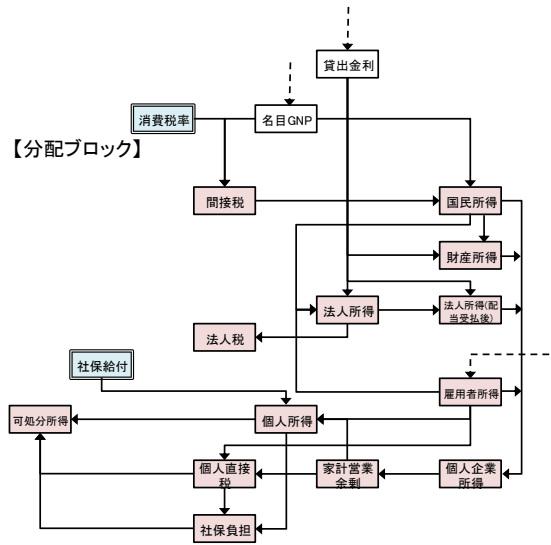 貸出金利
消費税率
名目GNP
【分配ブロック】
間接税
国民所得
財産所得
法人所得
法人所得(配
当受払後)
法人税
社保給付
雇用者所得
可処分所得
個人所得
個人直接
税
家計営業
余剰
個人企業
所得
社保負担